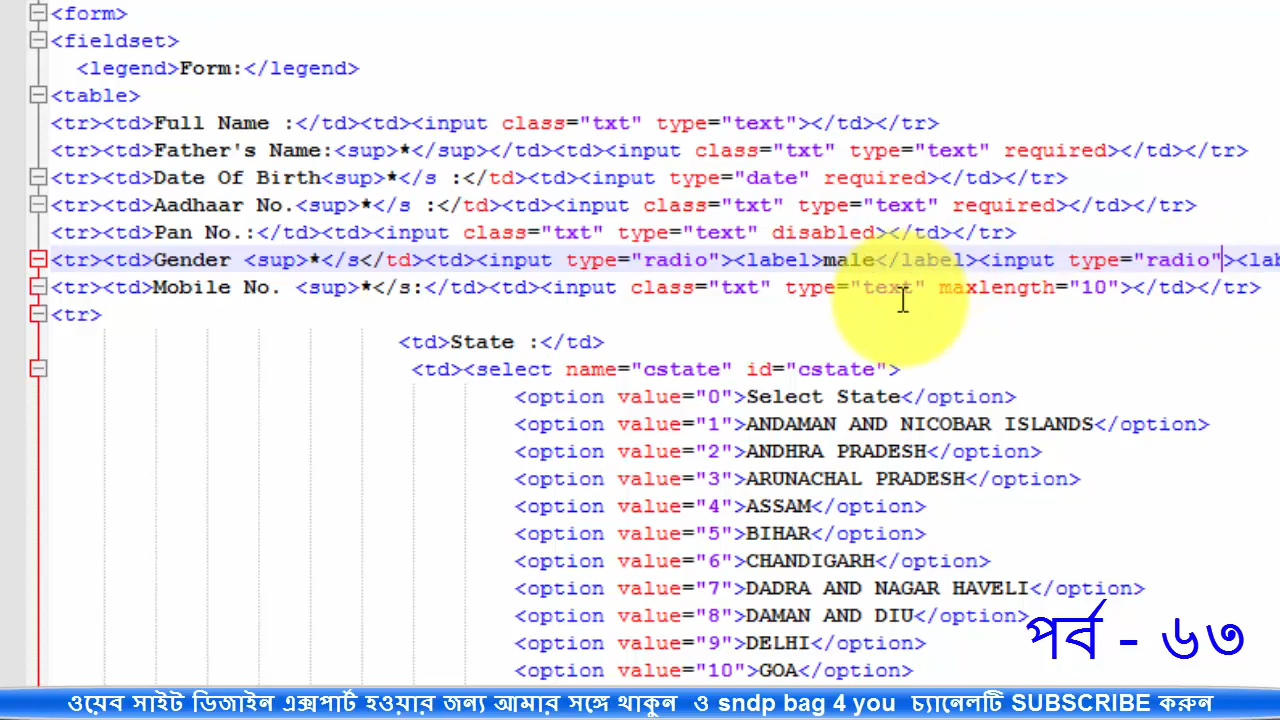 <form>
<fieldset>
<legend>Form:</legend>
<table>
<tr><td>Full Name :</td><td><input class="txt" type="text"></td></tr>
<tr><td>Father's Name:<sup>*</sup></td><td><input class="txt" type="text" required></td></tr>
<tr><td>Date Of Birth<sup>*</s :</td><td><input type="date" required></td></tr>
<tr><td>Aadhaar No.<sup>*</s :</td><td><input class="txt" type="text" required></td></tr>
<tr><td>Pan No.:</td><td><input class="txt" type="text" disabled></td></tr>
<tr><td>Gender <sup>*</s</td><td><input type="radio"><label>male</label><input type="radio"><lab
<tr><td>Mobile No. <sup>*</s:</td><td><input class="txt" type="text" maxlength="10"></td></tr>
<tr>
<td>State :</td>
<td><select name="cstate" id="cstate">
<option value="0">Select State</option>
<option value="1">ANDAMAN AND NICOBAR ISLANDS</option>
<option value="2">ANDHRA PRADESH</option>
<option value="3">ARUNACHAL PRADESH</option>
<option value="4">ASSAM</option>
<option value="5">BIHAR</option>
<option value="6">CHANDIGARH</option>
<option value="7">DADRA AND NAGAR HAVELI</option>
<option value="8">DAMAN AND DIU</option>
<option value="9">DELHI</option>
<option value="10">GOA</option>
পর্ব - ৬৩
ওয়েব সাইট ডিজাইন এক্সপার্ট হওয়ার জন্য আমার সঙ্গে থাকুন ও sndp bag 4 you চ্যানেলটি SUBSCRIBE করুন